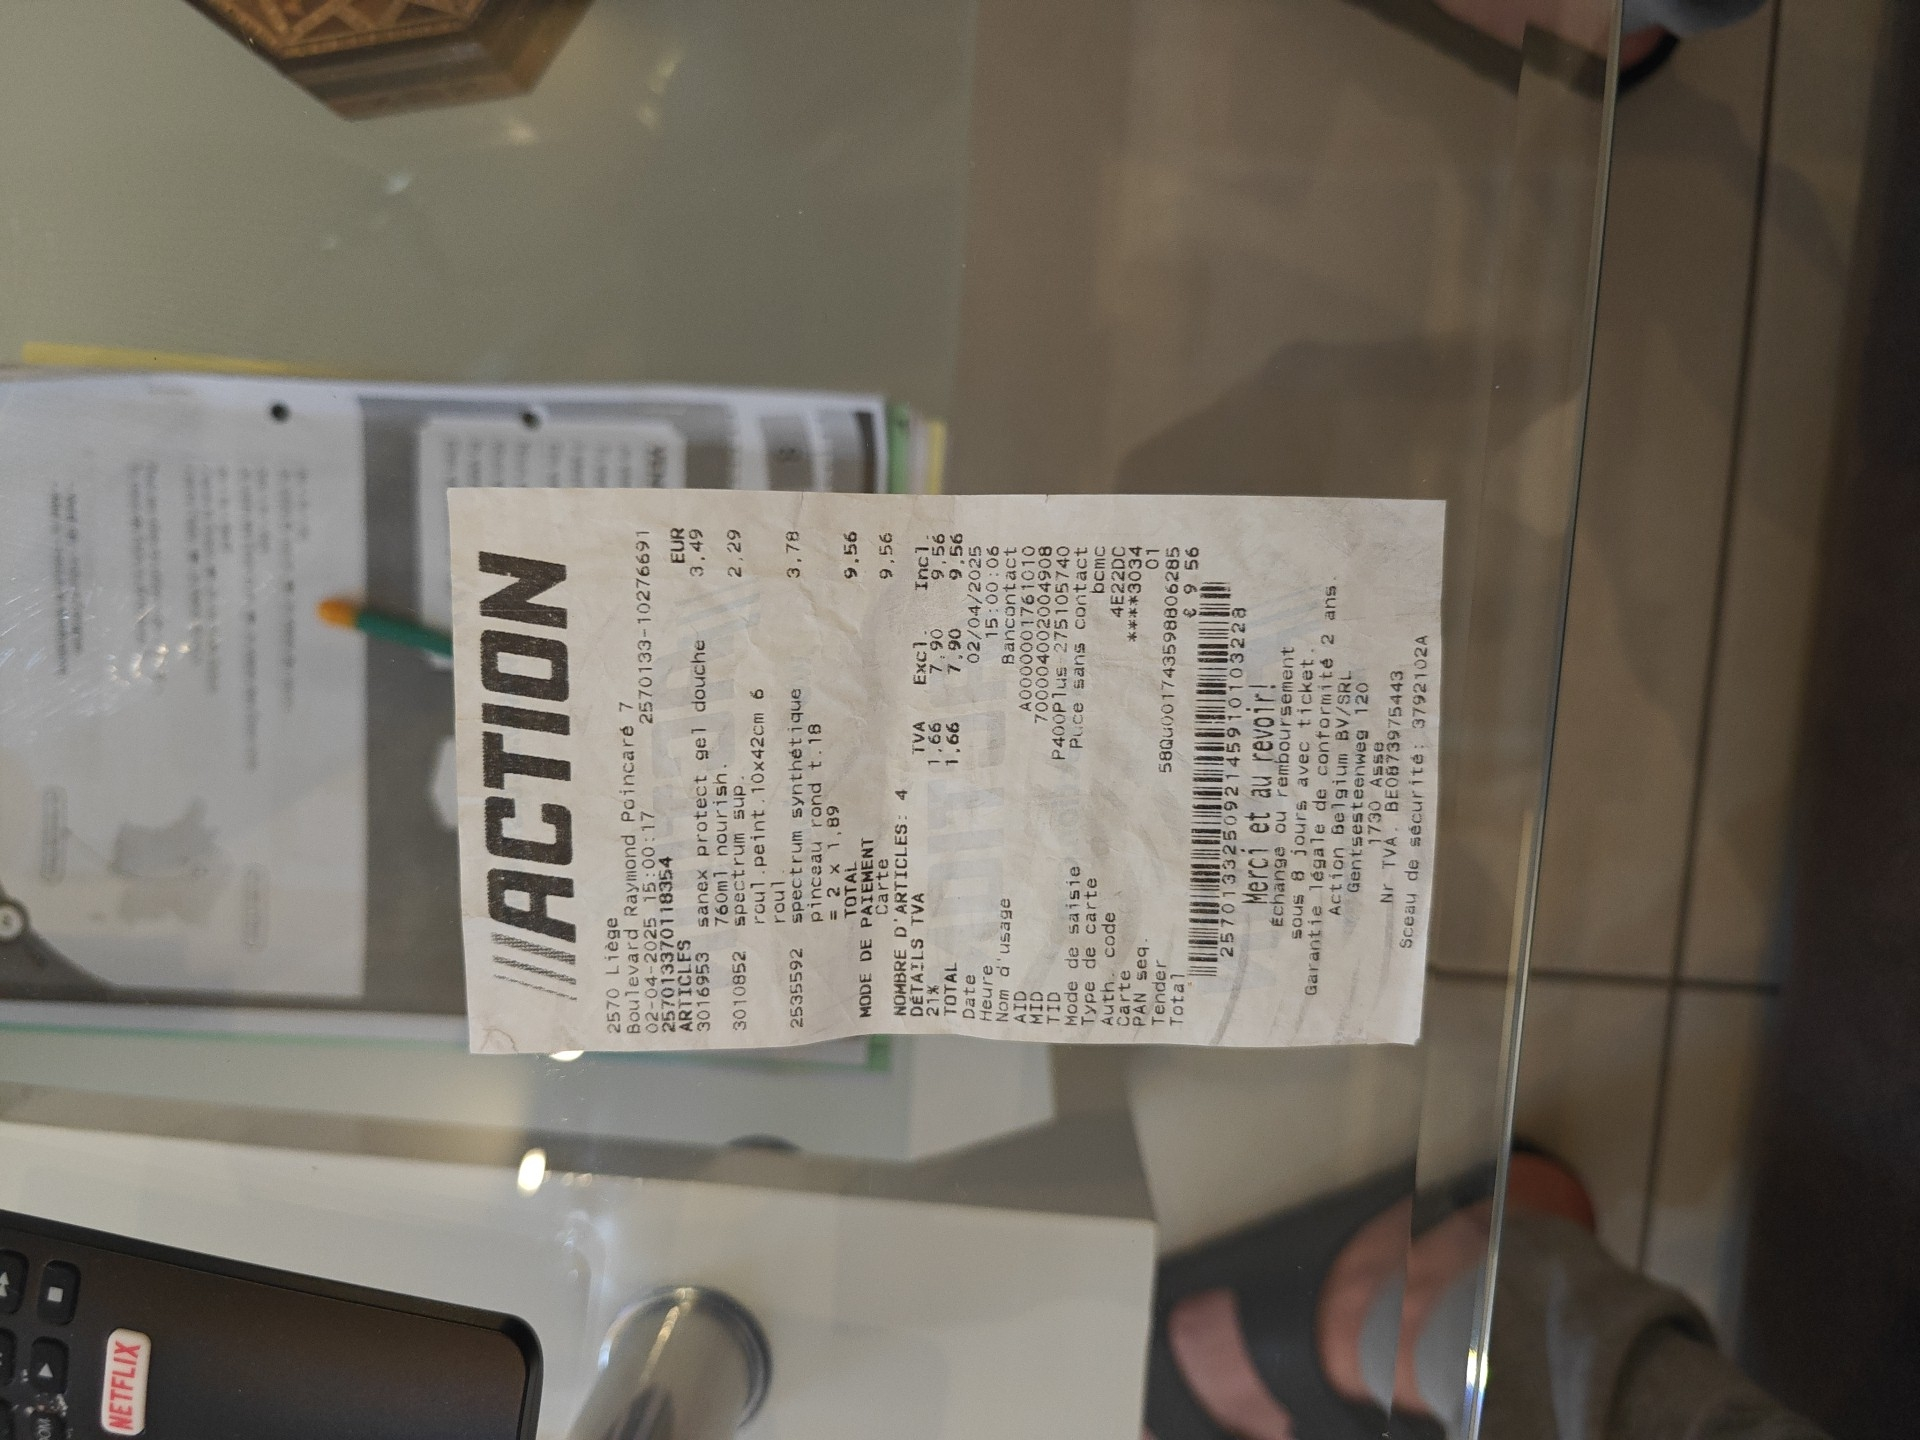 ///ACTION
2570 Liège
Boulevard Raymond Poincaré 7
02-04-2025 15:00:17 2570133-10276691
2570133701118354
ARTICLES EUR
3016953 sanex protect gel douche 3,49
760ml nourish.
3010852 spectrum sup. 2,29
roul.peint.10x42cm 6
roul.
2535592 spectrum synthétique 3,78
pinceau rond t.18
= 2 x 1,89
TOTAL 9.56
MODE DE PAIEMENT
Carte 9,56
NOMBRE D'ARTICLES: 4
DÉTAILS TVA TVA Excl. Incl.
21% 1,66 7,90 9,56
TOTAL 1,66 7,90 9,56
Date 02/04/2025
Heure 15:00:06
Nom d'usage Bancontact
AID A0000001761010
MID 700004002004908
TID P400Plus-275105740
Mode de saisie Puce sans contact
Type de carte bcmc
Auth. code 4E22DC
Carte ****3034
PAN seq. 01
Tender 58Qu001743598806285
Total € 9 56
257013325092145910103228
Merci et au revoir!
Échange ou remboursement
sous 8 jours avec ticket.
Garantie légale de conformité 2 ans.
Action Belgium BV/SRL
Gentsesteenweg 120
1730 Asse
Nr TVA. BE0873975443
Sceau de sécurité: 3792102A
NETFLIX